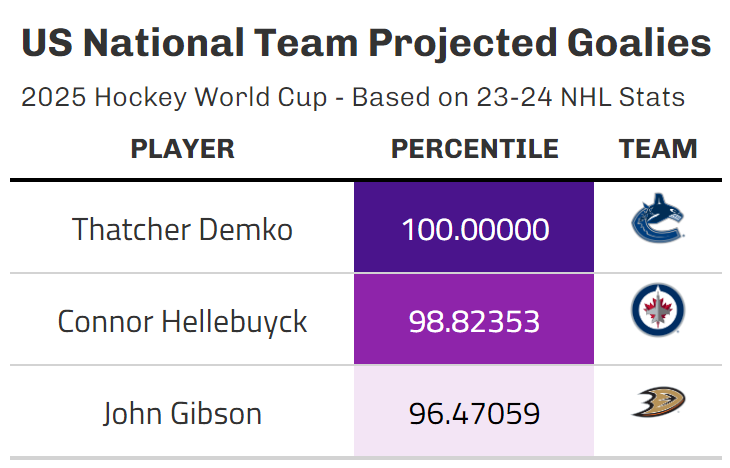 US National Team Projected Goalies
2025 Hockey World Cup - Based on 23-24 NHL Stats
PLAYER PERCENTILE TEAM
Thatcher Demko 100.00000
Connor Hellebuyck 98.82353
John Gibson 96.47059